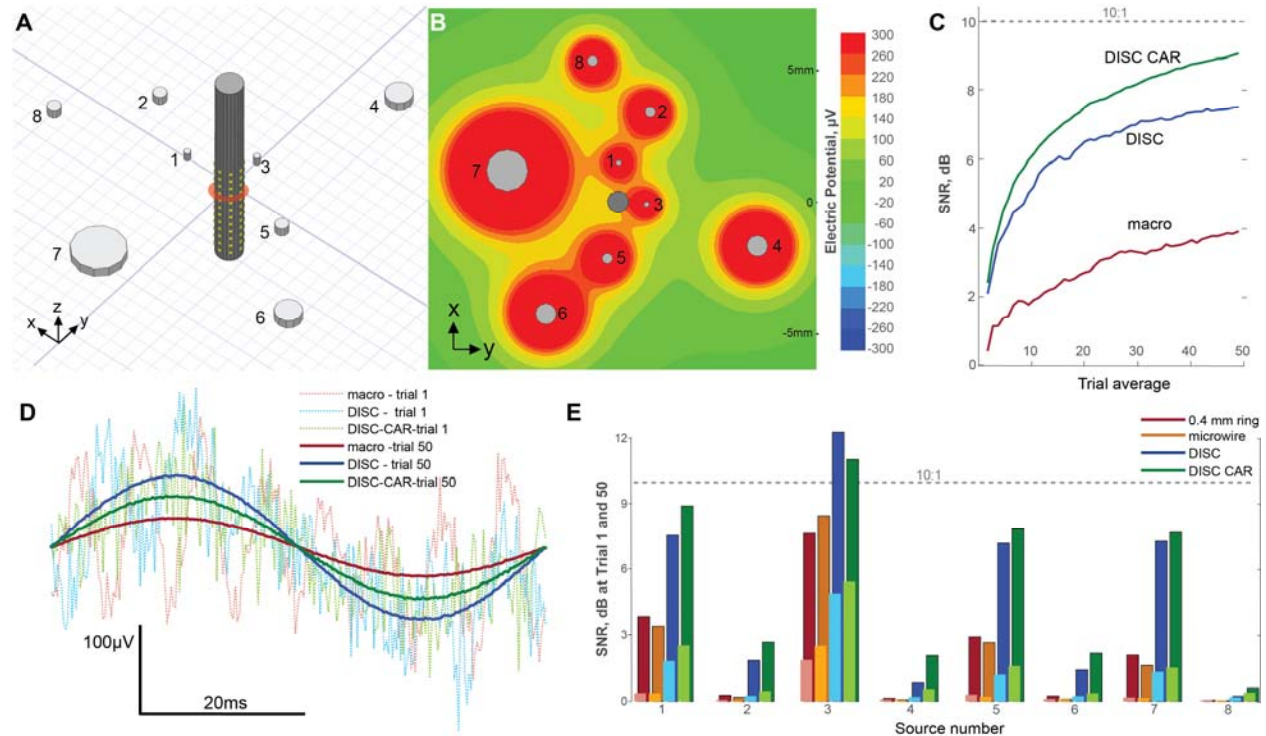 A
8
2
4
1
3
5
7
6
z
x
y
B
8
2
1
7
3
4
5
6
x
y
5mm
0
-5mm
300
260
220
180
140
100
60
20
-20
-60
-100
-140
-180
-220
-260
-300
Electric Potential, µV
C
10
8
6
4
2
0
SNR, dB
10:1
DISC CAR
DISC
macro
10
20
30
40
50
Trial average
D
macro - trial 1
DISC - trial 1
DISC-CAR-trial 1
macro -trial 50
DISC - trial 50
DISC-CAR-trial 50
100µV
20ms
E
0.4 mm ring
microwire
DISC
DISC CAR
12
9
6
3
0
SNR, dB at Trial 1 and 50
10:1
1
2
3
4
5
6
7
8
Source number